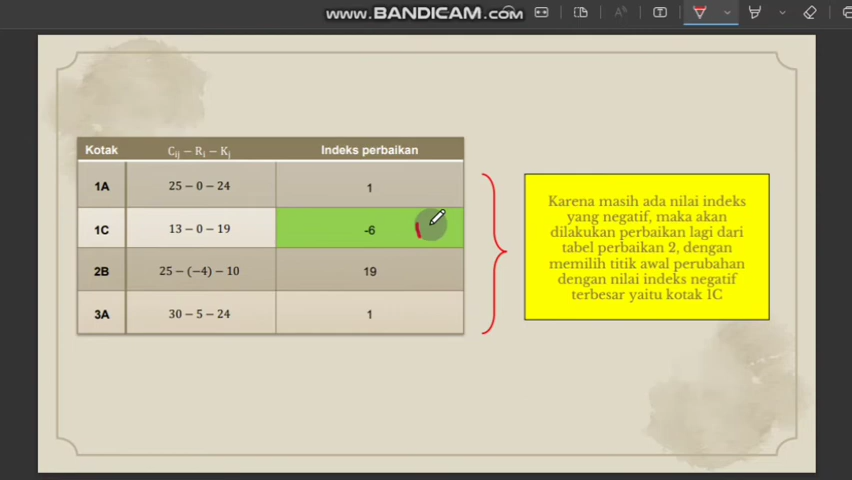 www.BANDICAM.com
Kotak Cij − Ri − Kj Indeks perbaikan
1A 25 − 0 − 24 1
1C 13 − 0 − 19 -6
2B 25 − (−4) − 10 19
3A 30 − 5 − 24 1
Karena masih ada nilai indeks
yang negatif, maka akan
dilakukan perbaikan lagi dari
tabel perbaikan 2, dengan
memilih titik awal perubahan
dengan nilai indeks negatif
terbesar yaitu kotak 1C